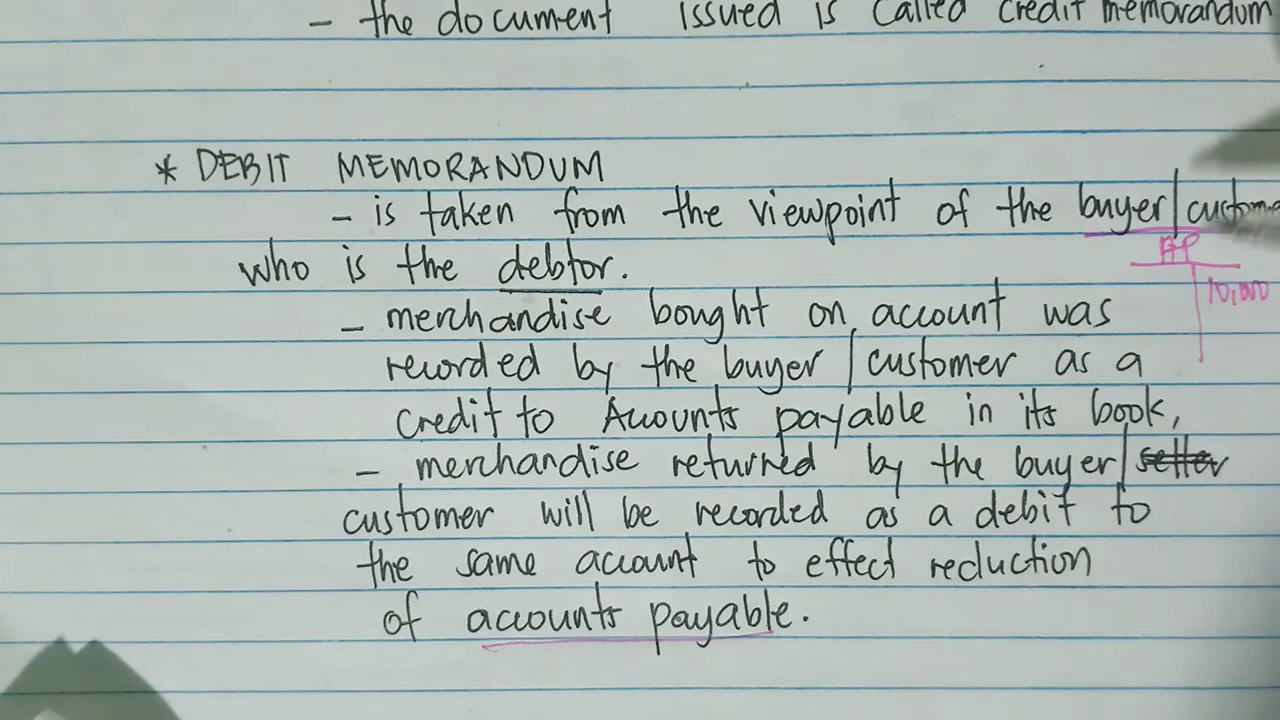 - the document issued is called credit memorandum
* DEBIT MEMORANDUM
- is taken from the viewpoint of the buyer/
who is the debtor.
AP
10,000
- merchandise bought on account was
recorded by the buyer/customer as a
credit to Accounts payable in its book,
- merchandise returned by the buyer/seller
customer will be recorded as a debit to
the same account to effect reduction
of accounts payable.